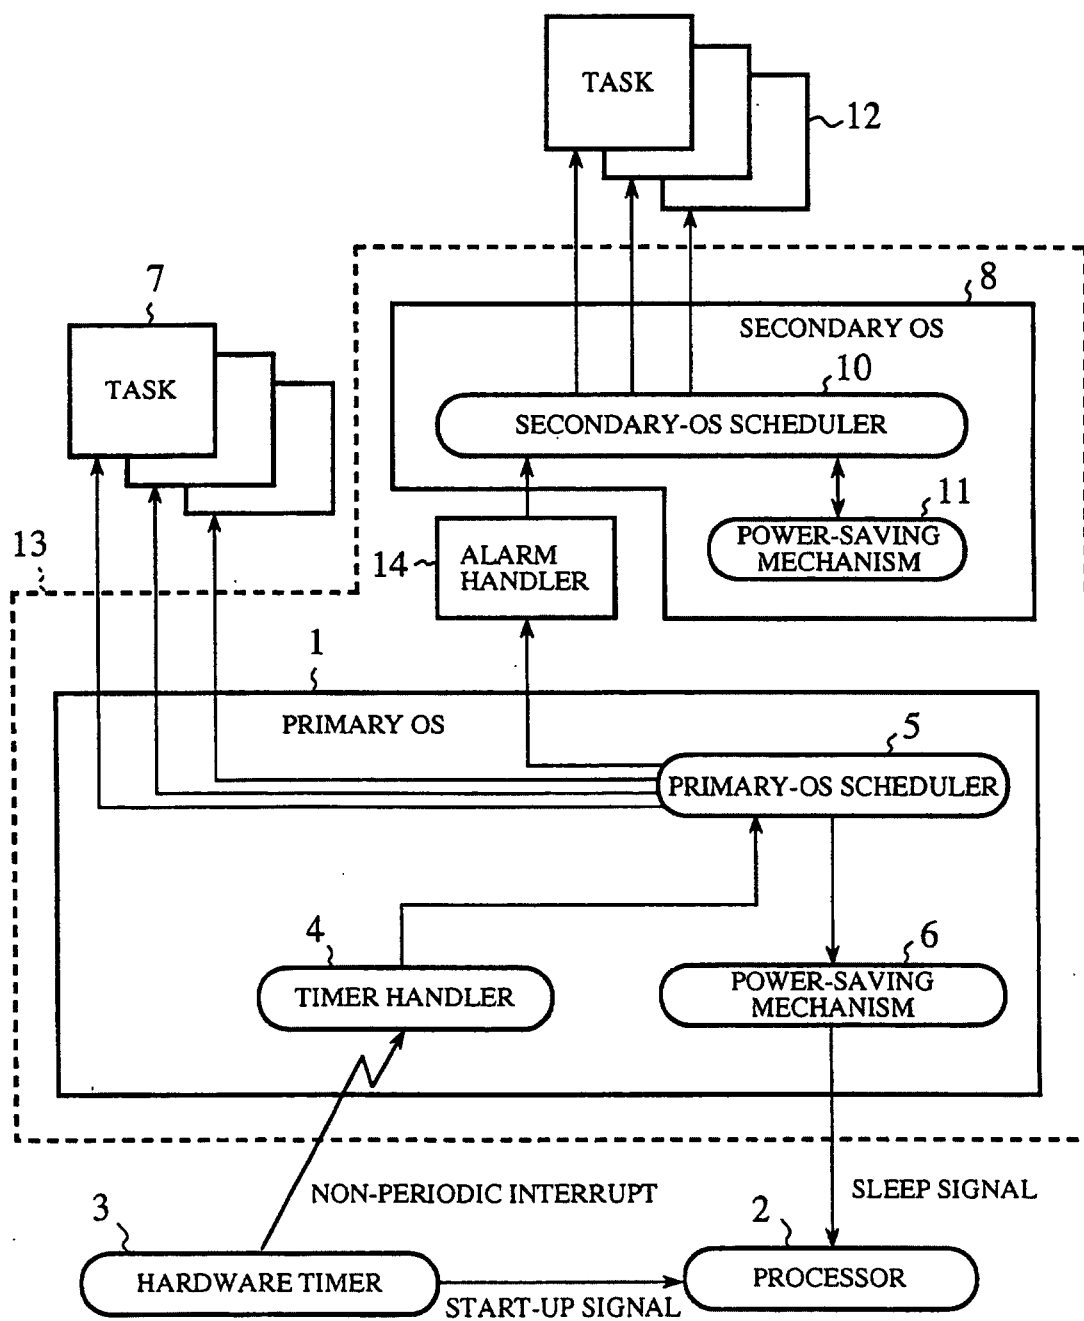 TASK
12
7
8
SECONDARY OS
TASK
10
SECONDARY-OS SCHEDULER
11
13
14
ALARM
HANDLER
POWER-SAVING
MECHANISM
1
PRIMARY OS
5
PRIMARY-OS SCHEDULER
4
6
TIMER HANDLER
POWER-SAVING
MECHANISM
NON-PERIODIC INTERRUPT
SLEEP SIGNAL
3
2
HARDWARE TIMER
START-UP SIGNAL
PROCESSOR